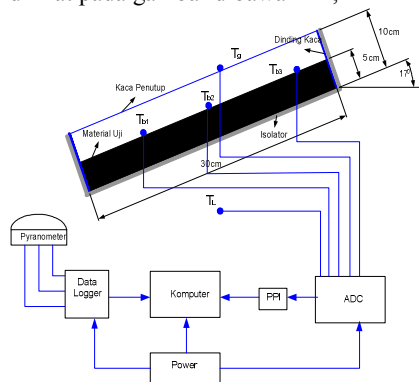 Dinding Kaca
10cm
Tg
5cm
Tb3
17⁰
Kaca Penutup
Tb2
Material Uji
Tb1
Isolator
30cm
TL
Pyranometer
Data
Logger
Komputer
PPI
ADC
Power